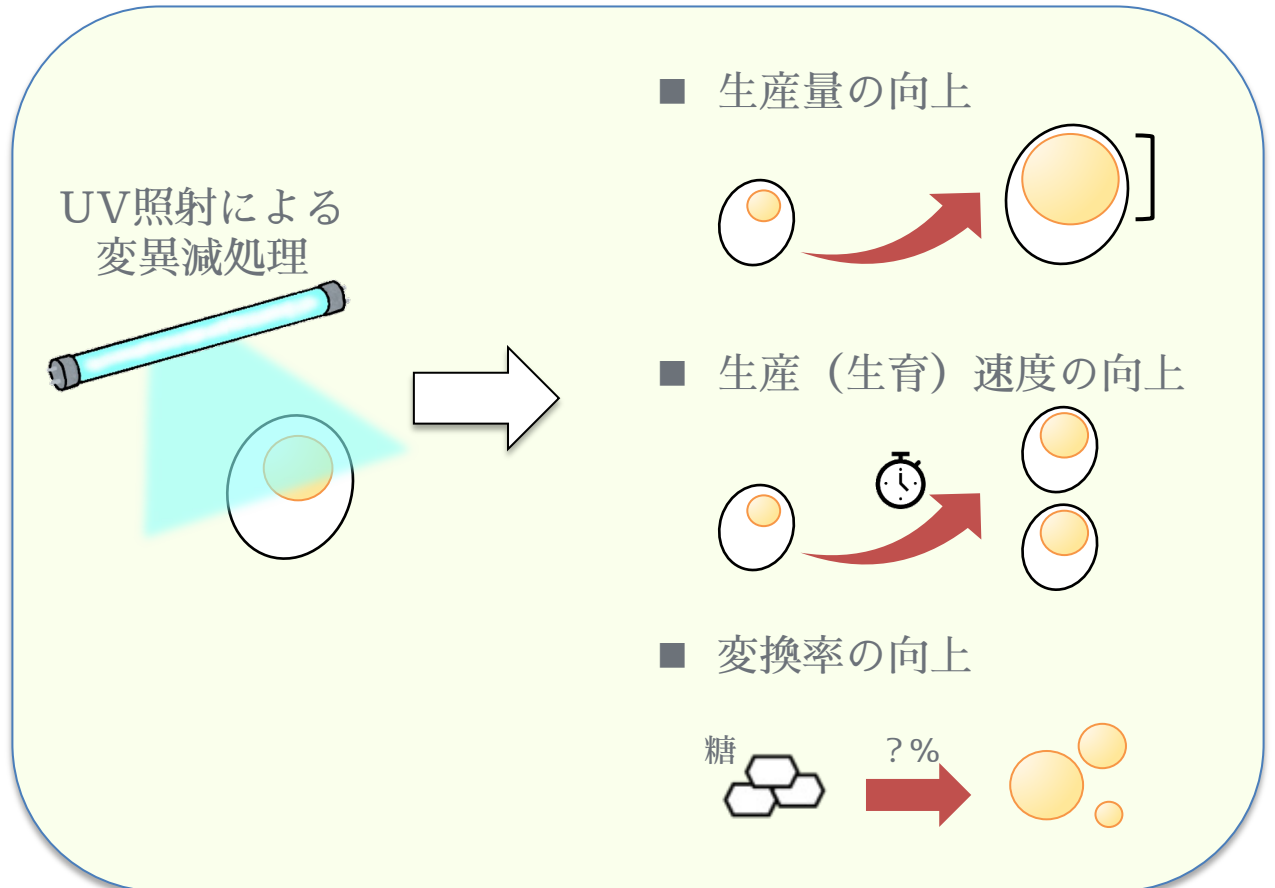 UV照射による
変異減処理
■ 生産量の向上
■ 生産（生育）速度の向上
■ 変換率の向上
糖 ？%